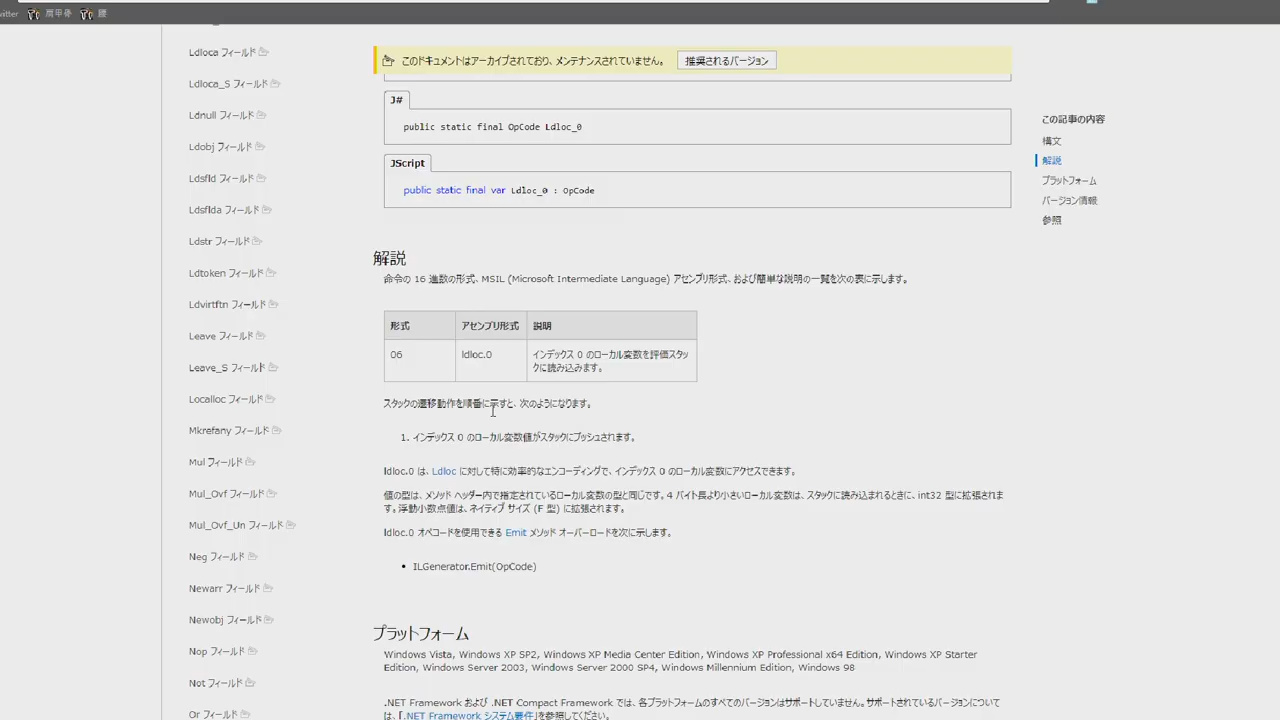 witter 肩甲骨 腰
Ldloca フィールド
Ldloca_S フィールド
Ldnull フィールド
Ldobj フィールド
Ldsfld フィールド
Ldsflda フィールド
Ldstr フィールド
Ldtoken フィールド
Ldvirtftn フィールド
Leave フィールド
Leave_S フィールド
Localloc フィールド
Mkrefany フィールド
Mul フィールド
Mul_Ovf フィールド
Mul_Ovf_Un フィールド
Neg フィールド
Newarr フィールド
Newobj フィールド
Nop フィールド
Not フィールド
Or フィールド
このドキュメントはアーカイブされており、メンテナンスされていません。 推奨されるバージョン
J#
public static final OpCode Ldloc_0
JScript
public static final var Ldloc_0 : OpCode
解説
命令の 16 進数の形式、MSIL (Microsoft Intermediate Language) アセンブリ形式、および簡単な説明の一覧を次の表に示します。
形式 アセンブリ形式 説明
06 ldloc.0 インデックス 0 のローカル変数を評価スタッ
クに読み込みます。
スタックの遷移動作を順番に示すと、次のようになります。
1. インデックス 0 のローカル変数値がスタックにプッシュされます。
ldloc.0 は、Ldloc に対して特に効率的なエンコーディングで、インデックス 0 のローカル変数にアクセスできます。
値の型は、メソッド ヘッダー内で指定されているローカル変数の型と同じです。4 バイト長より小さいローカル変数は、スタックに読み込まれるときに、int32 型に拡張されま
す。浮動小数点値は、ネイティブ サイズ (F 型) に拡張されます。
ldloc.0 オペコードを使用できる Emit メソッド オーバーロードを次に示します。
• ILGenerator.Emit(OpCode)
プラットフォーム
Windows Vista, Windows XP SP2, Windows XP Media Center Edition, Windows XP Professional x64 Edition, Windows XP Starter
Edition, Windows Server 2003, Windows Server 2000 SP4, Windows Millennium Edition, Windows 98
.NET Framework および .NET Compact Framework では、各プラットフォームのすべてのバージョンはサポートしていません。サポートされているバージョンについて
は、「.NET Framework システム要件」を参照してください。
この記事の内容
構文
解説
プラットフォーム
バージョン情報
参照